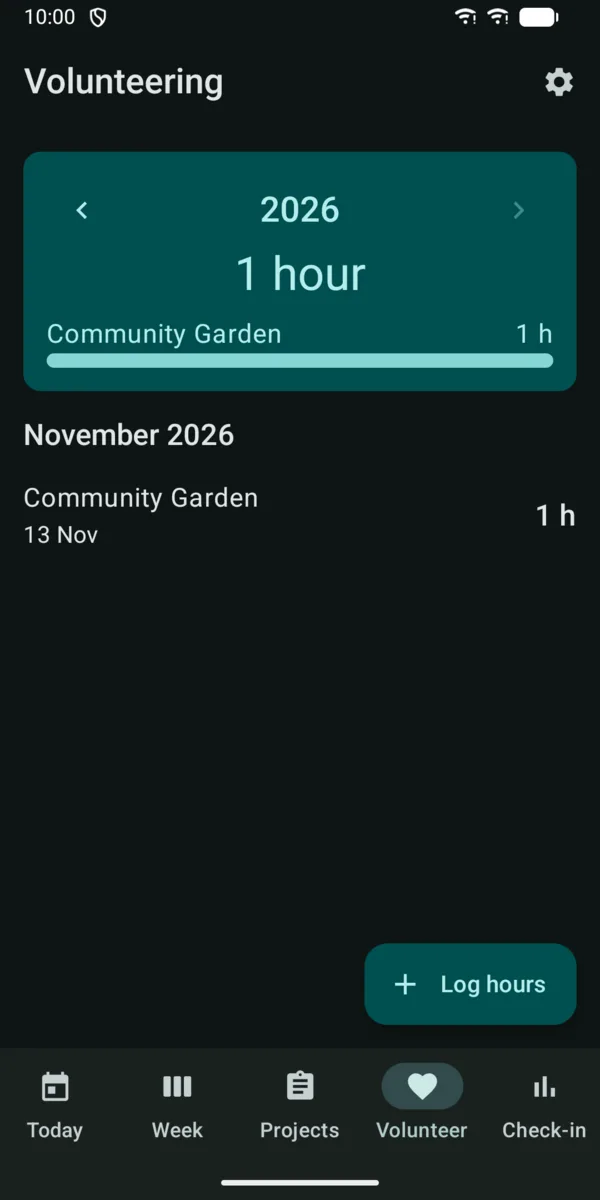 10:00
Volunteering
2026
1 hour
Community Garden 1 h
November 2026
Community Garden
13 Nov
1 h
Log hours
Today Week Projects Volunteer Check-in